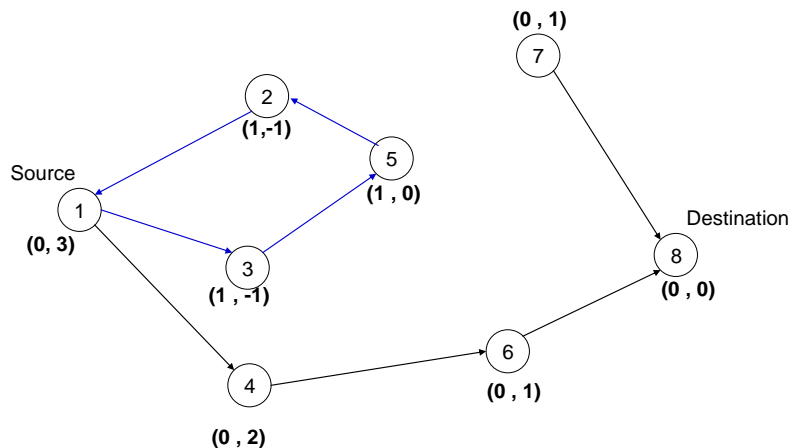 (0 , 1)
7
2
(1,-1)
5
(1 , 0)
Source
1
(0, 3)
3
(1 , -1)
Destination
8
(0 , 0)
6
(0 , 1)
4
(0 , 2)